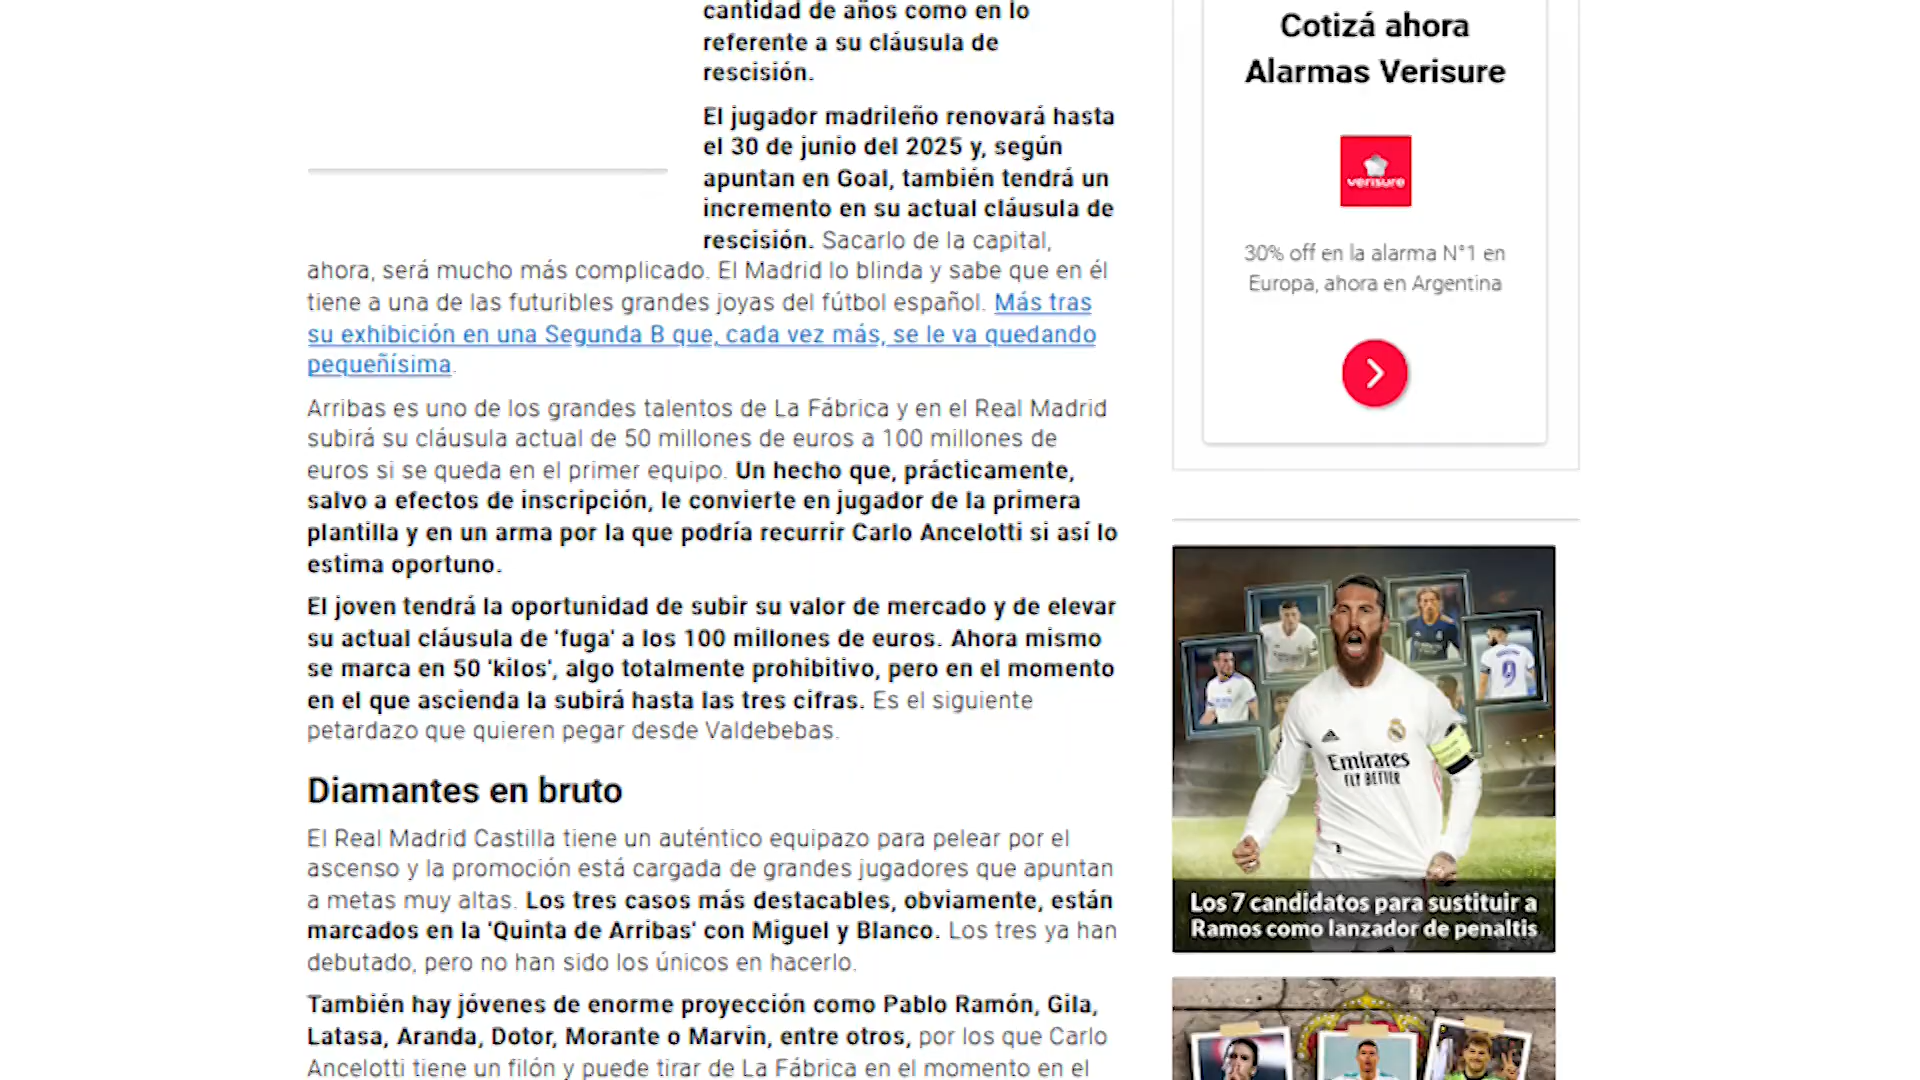 cantidad de años como en lo
referente a su cláusula de
rescisión.
El jugador madrileño renovará hasta
el 30 de junio del 2025 y, según
apuntan en Goal, también tendrá un
incremento en su actual cláusula de
rescisión. Sacarlo de la capital,
ahora, será mucho más complicado. El Madrid lo blinda y sabe que en él
tiene a una de las futuribles grandes joyas del fútbol español. Más tras
su exhibición en una Segunda B que, cada vez más, se le va quedando
pequeñísima.
Arribas es uno de los grandes talentos de La Fábrica y en el Real Madrid
subirá su cláusula actual de 50 millones de euros a 100 millones de
euros si se queda en el primer equipo. Un hecho que, prácticamente,
salvo a efectos de inscripción, le convierte en jugador de la primera
plantilla y en un arma por la que podría recurrir Carlo Ancelotti si así lo
estima oportuno.
El joven tendrá la oportunidad de subir su valor de mercado y de elevar
su actual cláusula de 'fuga' a los 100 millones de euros. Ahora mismo
se marca en 50 'kilos', algo totalmente prohibitivo, pero en el momento
en el que ascienda la subirá hasta las tres cifras. Es el siguiente
petardazo que quieren pegar desde Valdebebas.
Diamantes en bruto
El Real Madrid Castilla tiene un auténtico equipazo para pelear por el
ascenso y la promoción está cargada de grandes jugadores que apuntan
a metas muy altas. Los tres casos más destacables, obviamente, están
marcados en la 'Quinta de Arribas' con Miguel y Blanco. Los tres ya han
debutado, pero no han sido los únicos en hacerlo.
También hay jóvenes de enorme proyección como Pablo Ramón, Gila,
Latasa, Aranda, Dotor, Morante o Marvin, entre otros, por los que Carlo
Ancelotti tiene un filón y puede tirar de La Fábrica en el momento en el
Cotizá ahora
Alarmas Verisure
verisure
30% off en la alarma N°1 en
Europa, ahora en Argentina
9
Emirates
FLY BETTER
Los 7 candidatos para sustituir a
Ramos como lanzador de penaltis